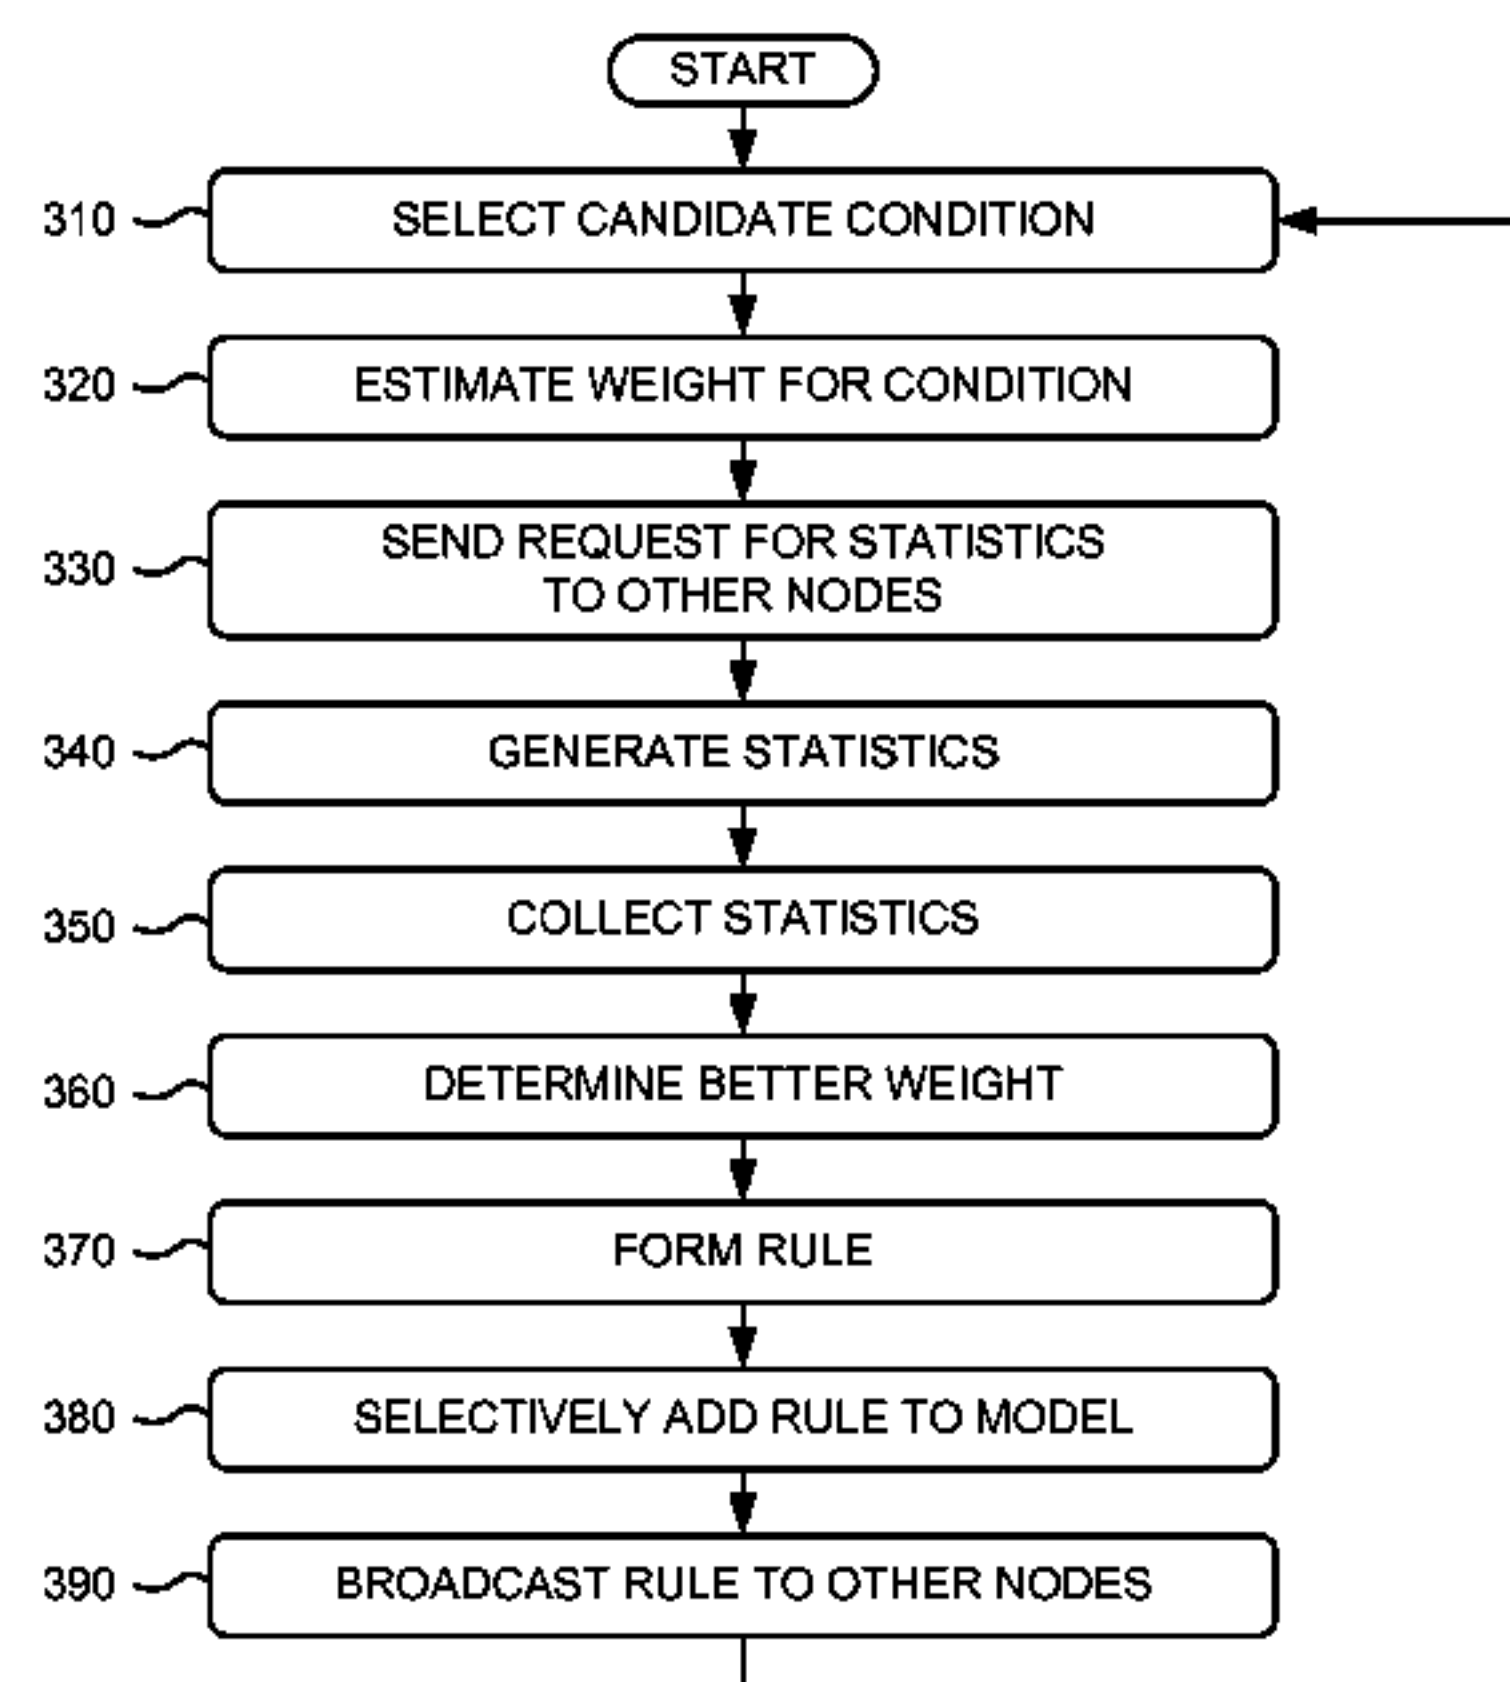 START
310 SELECT CANDIDATE CONDITION
320 ESTIMATE WEIGHT FOR CONDITION
330 SEND REQUEST FOR STATISTICS
TO OTHER NODES
340 GENERATE STATISTICS
350 COLLECT STATISTICS
360 DETERMINE BETTER WEIGHT
370 FORM RULE
380 SELECTIVELY ADD RULE TO MODEL
390 BROADCAST RULE TO OTHER NODES